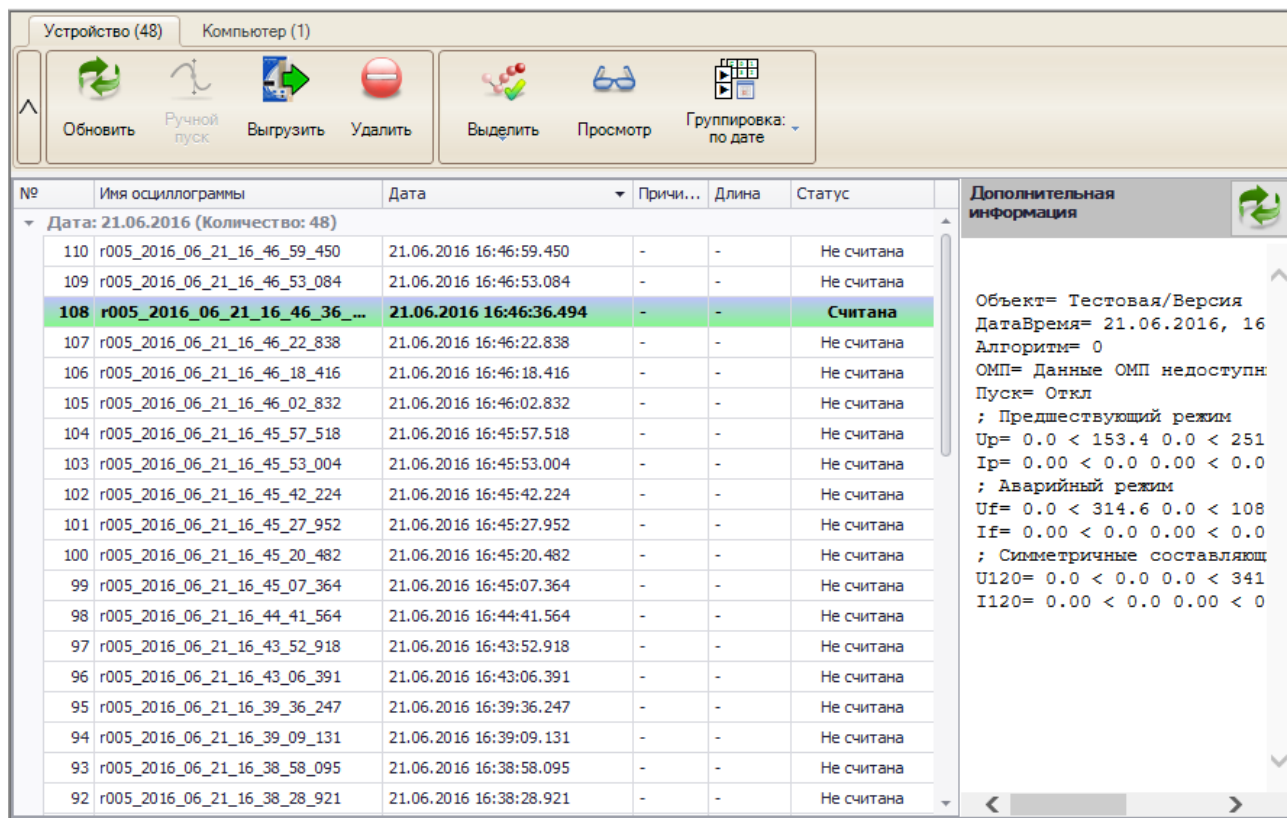 Устройство (48) Компьютер (1)
Обновить Ручной пуск Выгрузить Удалить Выделить Просмотр Группировка: по дате
№ Имя осциллограммы Дата Причи... Длина Статус
Дата: 21.06.2016 (Количество: 48)
110 r005_2016_06_21_16_46_59_450 21.06.2016 16:46:59.450 - - Не считана
109 r005_2016_06_21_16_46_53_084 21.06.2016 16:46:53.084 - - Не считана
108 r005_2016_06_21_16_46_36_... 21.06.2016 16:46:36.494 - - Считана
107 r005_2016_06_21_16_46_22_838 21.06.2016 16:46:22.838 - - Не считана
106 r005_2016_06_21_16_46_18_416 21.06.2016 16:46:18.416 - - Не считана
105 r005_2016_06_21_16_46_02_832 21.06.2016 16:46:02.832 - - Не считана
104 r005_2016_06_21_16_45_57_518 21.06.2016 16:45:57.518 - - Не считана
103 r005_2016_06_21_16_45_53_004 21.06.2016 16:45:53.004 - - Не считана
102 r005_2016_06_21_16_45_42_224 21.06.2016 16:45:42.224 - - Не считана
101 r005_2016_06_21_16_45_27_952 21.06.2016 16:45:27.952 - - Не считана
100 r005_2016_06_21_16_45_20_482 21.06.2016 16:45:20.482 - - Не считана
99 r005_2016_06_21_16_45_07_364 21.06.2016 16:45:07.364 - - Не считана
98 r005_2016_06_21_16_44_41_564 21.06.2016 16:44:41.564 - - Не считана
97 r005_2016_06_21_16_43_52_918 21.06.2016 16:43:52.918 - - Не считана
96 r005_2016_06_21_16_43_06_391 21.06.2016 16:43:06.391 - - Не считана
95 r005_2016_06_21_16_39_36_247 21.06.2016 16:39:36.247 - - Не считана
94 r005_2016_06_21_16_39_09_131 21.06.2016 16:39:09.131 - - Не считана
93 r005_2016_06_21_16_38_58_095 21.06.2016 16:38:58.095 - - Не считана
92 r005_2016_06_21_16_38_28_921 21.06.2016 16:38:28.921 - - Не считана
Дополнительная
информация
Объект= Тестовая/Версия
ДатаВремя= 21.06.2016, 16
Алгоритм= 0
ОМП= Данные ОМП недоступн
Пуск= Откл
; Предшествующий режим
Up= 0.0 < 153.4 0.0 < 251
Ip= 0.00 < 0.0 0.00 < 0.0
; Аварийный режим
Uf= 0.0 < 314.6 0.0 < 108
If= 0.00 < 0.0 0.00 < 0.0
; Симметричные составляющ
U120= 0.0 < 0.0 0.0 < 341
I120= 0.00 < 0.0 0.00 < 0